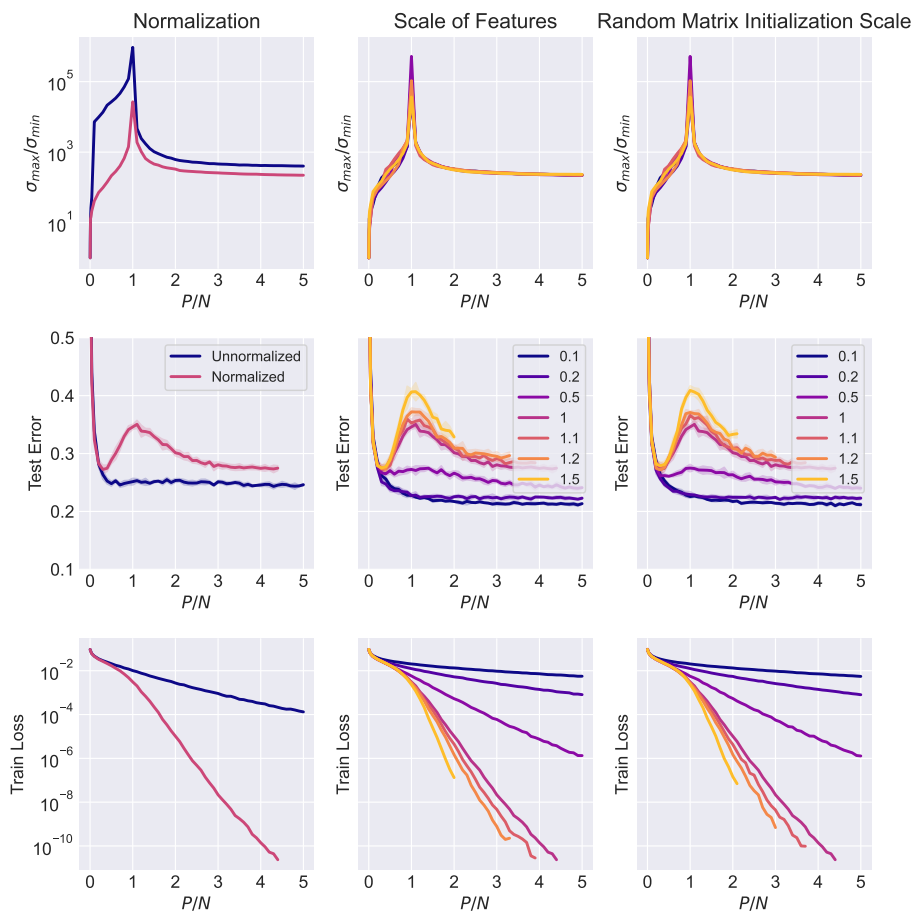 Normalization
Scale of Features
Random Matrix Initialization Scale
σmax/σmin
10^5
10^3
10^1
0 1 2 3 4 5
P/N
σmax/σmin
0 1 2 3 4 5
P/N
σmax/σmin
0 1 2 3 4 5
P/N
Test Error
0.5
0.4
0.3
0.2
0.1
Unnormalized
Normalized
0 1 2 3 4 5
P/N
Test Error
0.1
0.2
0.5
1
1.1
1.2
1.5
0 1 2 3 4 5
P/N
Test Error
0.1
0.2
0.5
1
1.1
1.2
1.5
0 1 2 3 4 5
P/N
Train Loss
10^−2
10^−4
10^−6
10^−8
10^−10
0 1 2 3 4 5
P/N
Train Loss
0 1 2 3 4 5
P/N
Train Loss
0 1 2 3 4 5
P/N